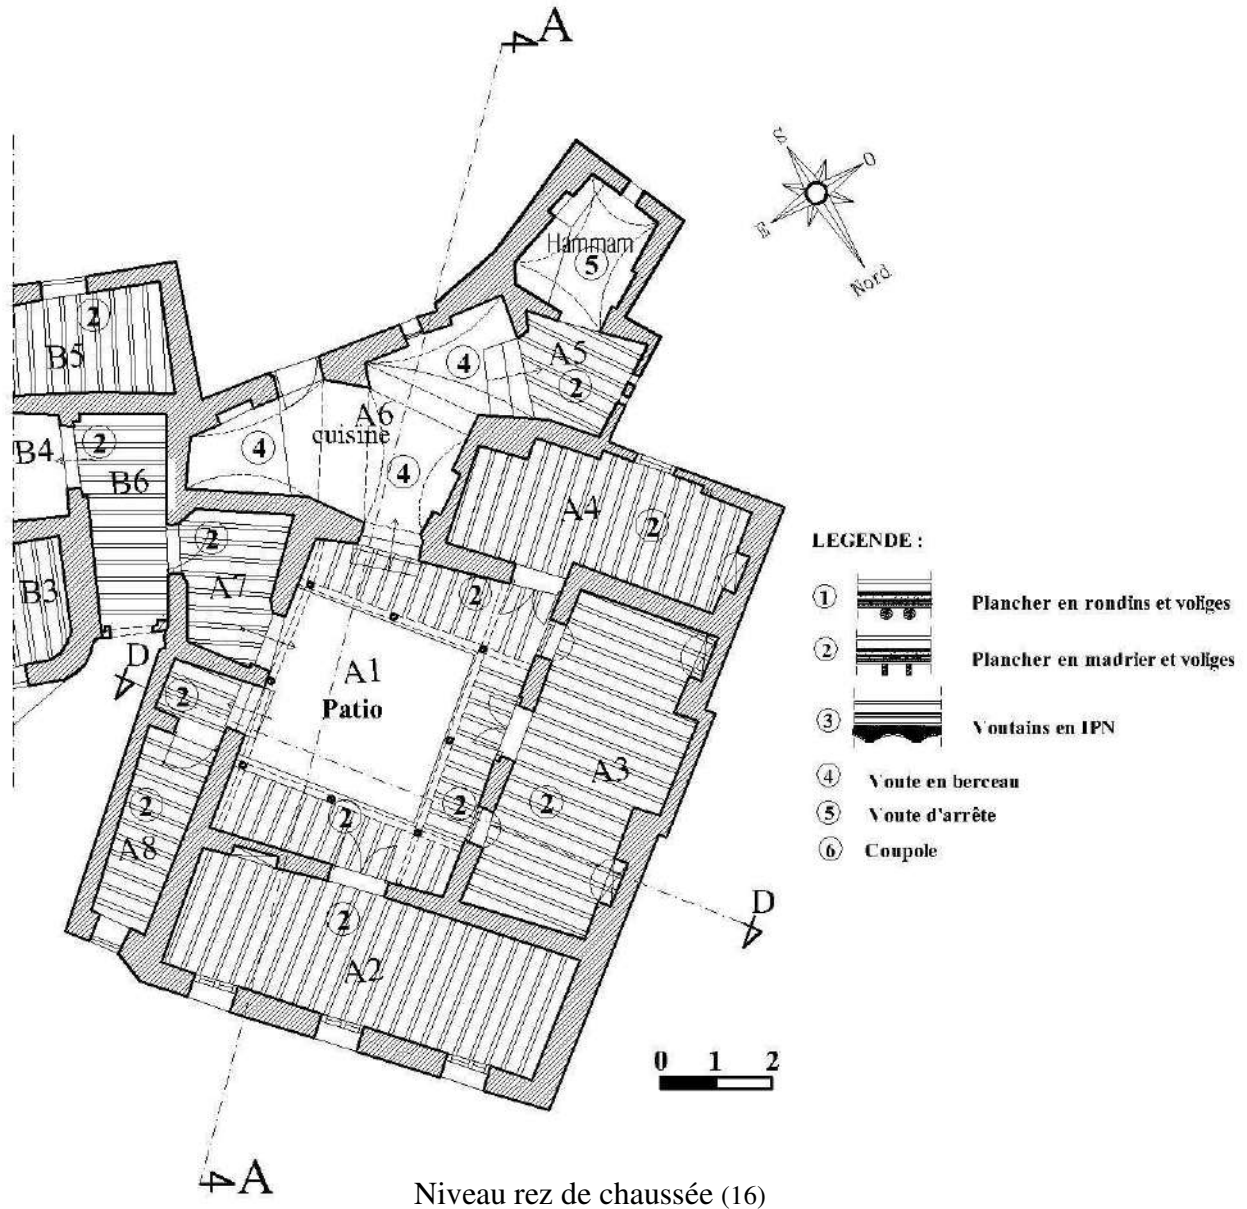 A
S
O
E
Nord
Hammam
5
2
B5
4
A5
2
A6
cuisine
4
4
B4
2
B6
A4
2
2
A7
B3
2
D
A1
Patio
2
A3
2
2
2
2
A8
D
2
A2
LEGENDE :
1 Plancher en rondins et voliges
2 Plancher en madrier et voliges
3 Voutains en IPN
4 Voute en berceau
5 Voute d'arrête
6 Coupole
0 1 2
A
Niveau rez de chaussée (16)